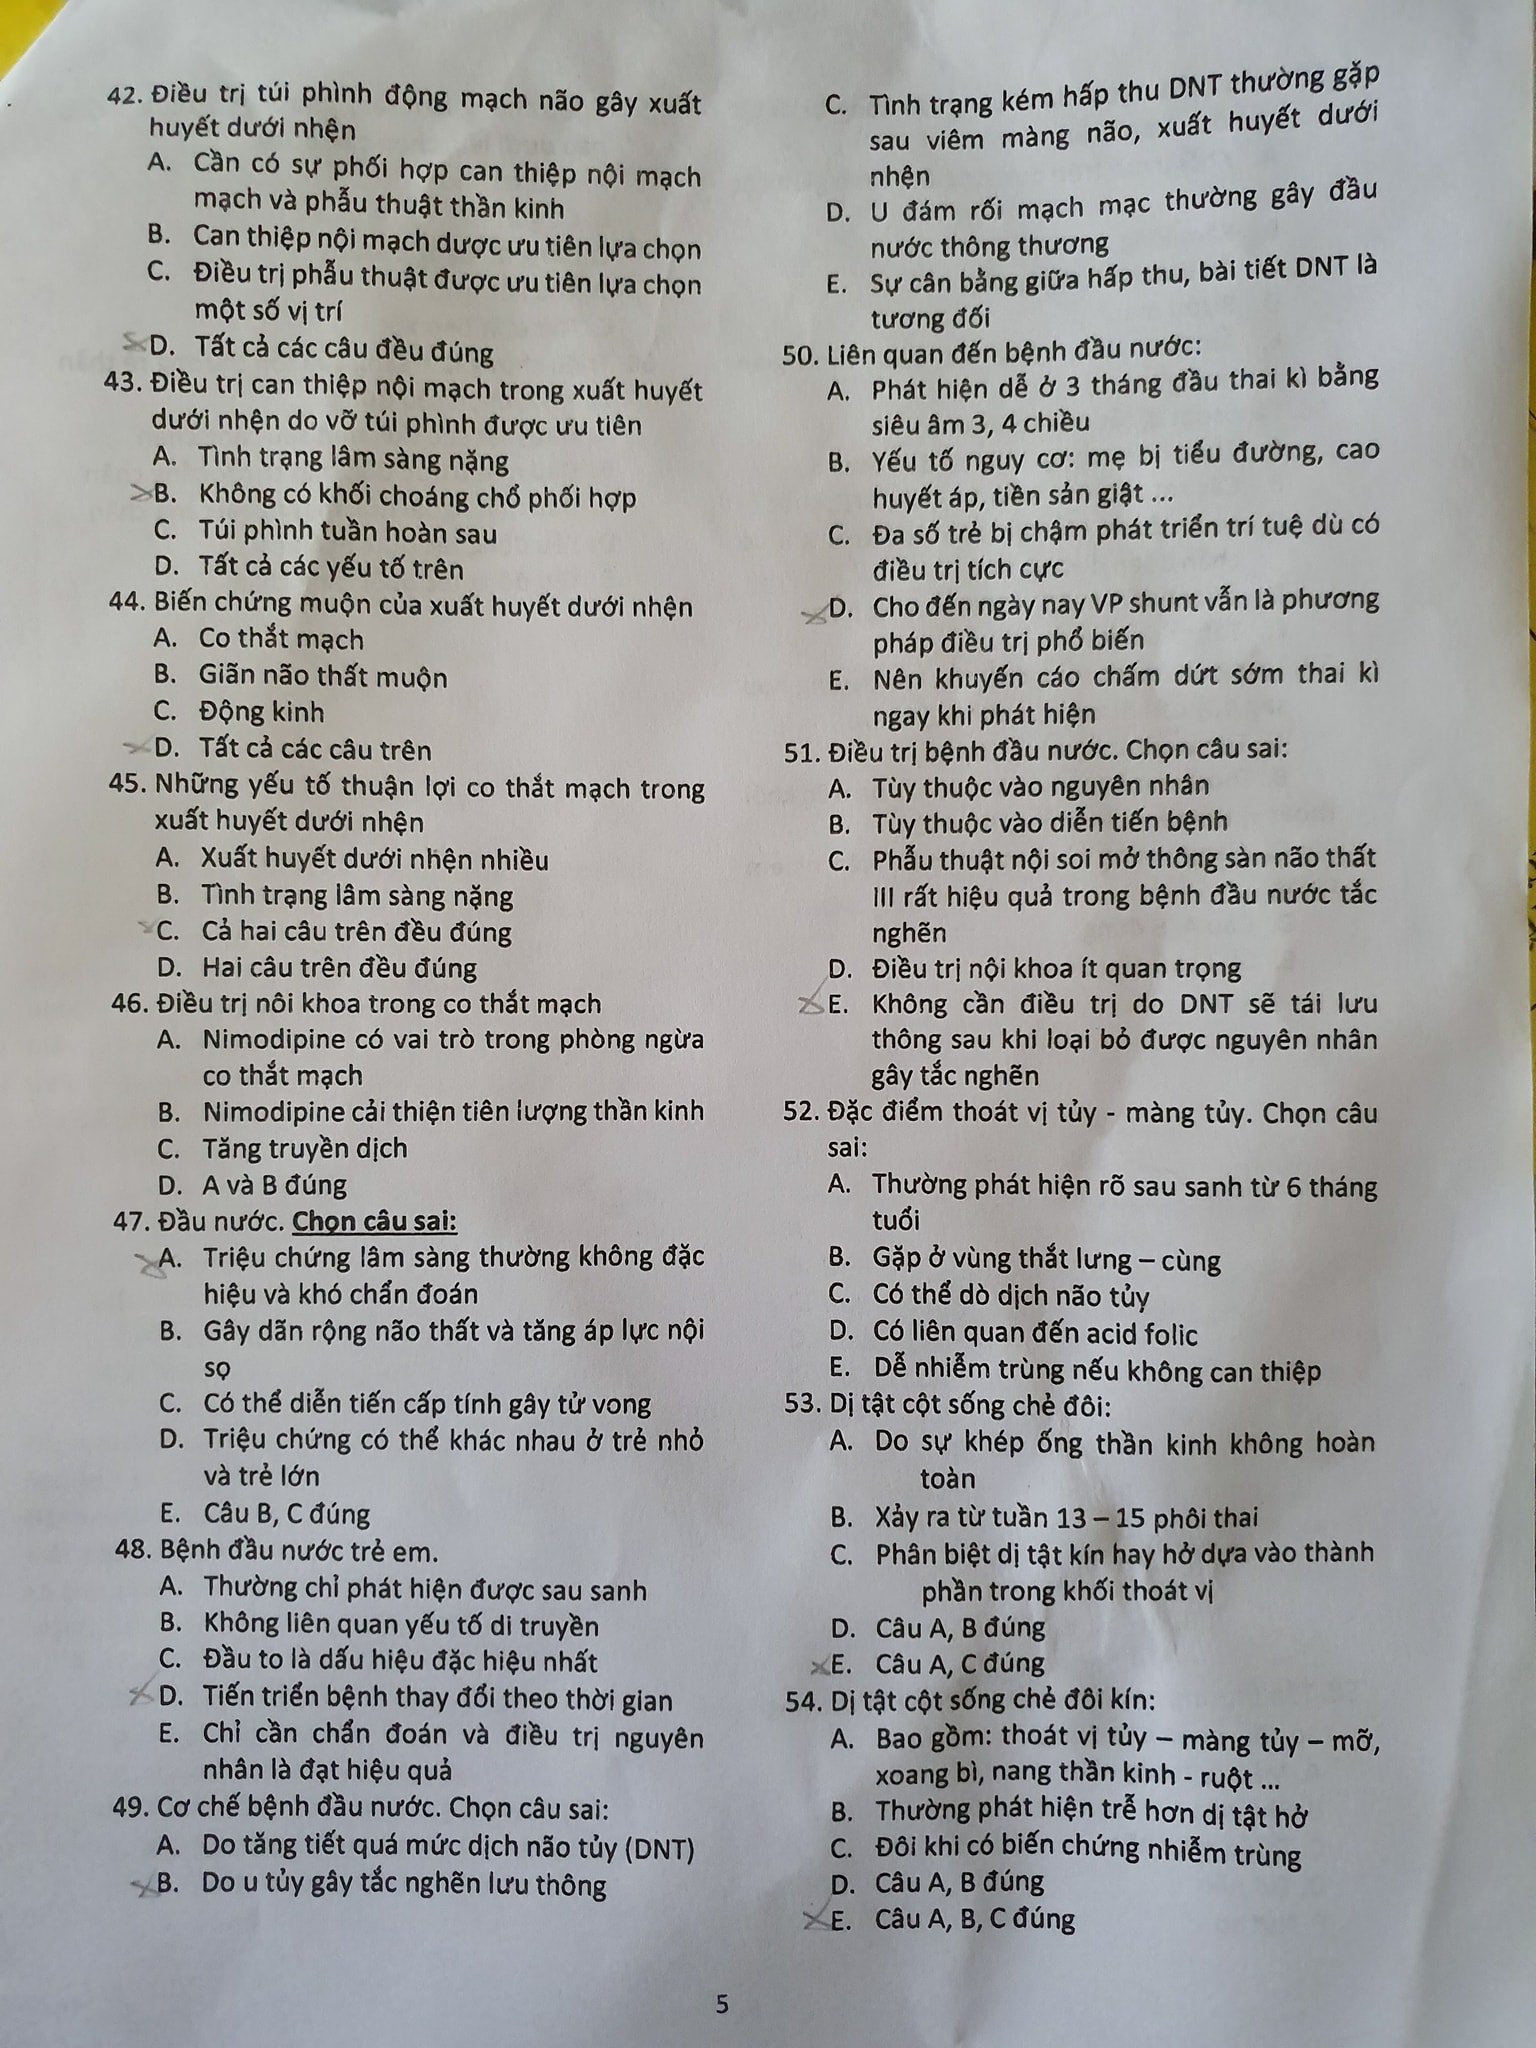 42. Điều trị túi phình động mạch não gây xuất
huyết dưới nhện
A. Cần có sự phối hợp can thiệp nội mạch
mạch và phẫu thuật thần kinh
B. Can thiệp nội mạch dược ưu tiên lựa chọn
C. Điều trị phẫu thuật được ưu tiên lựa chọn
một số vị trí
D. Tất cả các câu đều đúng
43. Điều trị can thiệp nội mạch trong xuất huyết
dưới nhện do vỡ túi phình được ưu tiên
A. Tình trạng lâm sàng nặng
B. Không có khối choáng chổ phối hợp
C. Túi phình tuần hoàn sau
D. Tất cả các yếu tố trên
44. Biến chứng muộn của xuất huyết dưới nhện
A. Co thắt mạch
B. Giãn não thất muộn
C. Động kinh
D. Tất cả các câu trên
45. Những yếu tố thuận lợi co thắt mạch trong
xuất huyết dưới nhện
A. Xuất huyết dưới nhện nhiều
B. Tình trạng lâm sàng nặng
C. Cả hai câu trên đều đúng
D. Hai câu trên đều đúng
46. Điều trị nôi khoa trong co thắt mạch
A. Nimodipine có vai trò trong phòng ngừa
co thắt mạch
B. Nimodipine cải thiện tiên lượng thần kinh
C. Tăng truyền dịch
D. A và B đúng
47. Đầu nước. Chọn câu sai:
A. Triệu chứng lâm sàng thường không đặc
hiệu và khó chẩn đoán
B. Gây dãn rộng não thất và tăng áp lực nội
sọ
C. Có thể diễn tiến cấp tính gây tử vong
D. Triệu chứng có thể khác nhau ở trẻ nhỏ
và trẻ lớn
E. Câu B, C đúng
48. Bệnh đầu nước trẻ em.
A. Thường chỉ phát hiện được sau sanh
B. Không liên quan yếu tố di truyền
C. Đầu to là dấu hiệu đặc hiệu nhất
D. Tiến triển bệnh thay đổi theo thời gian
E. Chỉ cần chẩn đoán và điều trị nguyên
nhân là đạt hiệu quả
49. Cơ chế bệnh đầu nước. Chọn câu sai:
A. Do tăng tiết quá mức dịch não tủy (DNT)
B. Do u tủy gây tắc nghẽn lưu thông
C. Tình trạng kém hấp thu DNT thường gặp
sau viêm màng não, xuất huyết dưới
nhện
D. U đám rối mạch mạc thường gây đầu
nước thông thương
E. Sự cân bằng giữa hấp thu, bài tiết DNT là
tương đối
50. Liên quan đến bệnh đầu nước:
A. Phát hiện dễ ở 3 tháng đầu thai kì bằng
siêu âm 3, 4 chiều
B. Yếu tố nguy cơ: mẹ bị tiểu đường, cao
huyết áp, tiền sản giật ...
C. Đa số trẻ bị chậm phát triển trí tuệ dù có
điều trị tích cực
D. Cho đến ngày nay VP shunt vẫn là phương
pháp điều trị phổ biến
E. Nên khuyến cáo chấm dứt sớm thai kì
ngay khi phát hiện
51. Điều trị bệnh đầu nước. Chọn câu sai:
A. Tùy thuộc vào nguyên nhân
B. Tùy thuộc vào diễn tiến bệnh
C. Phẫu thuật nội soi mở thông sàn não thất
III rất hiệu quả trong bệnh đầu nước tắc
nghẽn
D. Điều trị nội khoa ít quan trọng
E. Không cần điều trị do DNT sẽ tái lưu
thông sau khi loại bỏ được nguyên nhân
gây tắc nghẽn
52. Đặc điểm thoát vị tủy - màng tủy. Chọn câu
sai:
A. Thường phát hiện rõ sau sanh từ 6 tháng
tuổi
B. Gặp ở vùng thắt lưng – cùng
C. Có thể dò dịch não tủy
D. Có liên quan đến acid folic
E. Dễ nhiễm trùng nếu không can thiệp
53. Dị tật cột sống chẻ đôi:
A. Do sự khép ống thần kinh không hoàn
toàn
B. Xảy ra từ tuần 13 – 15 phôi thai
C. Phân biệt dị tật kín hay hở dựa vào thành
phần trong khối thoát vị
D. Câu A, B đúng
E. Câu A, C đúng
54. Dị tật cột sống chẻ đôi kín:
A. Bao gồm: thoát vị tủy – màng tủy – mỡ,
xoang bì, nang thần kinh - ruột ...
B. Thường phát hiện trễ hơn dị tật hở
C. Đôi khi có biến chứng nhiễm trùng
D. Câu A, B đúng
E. Câu A, B, C đúng
5